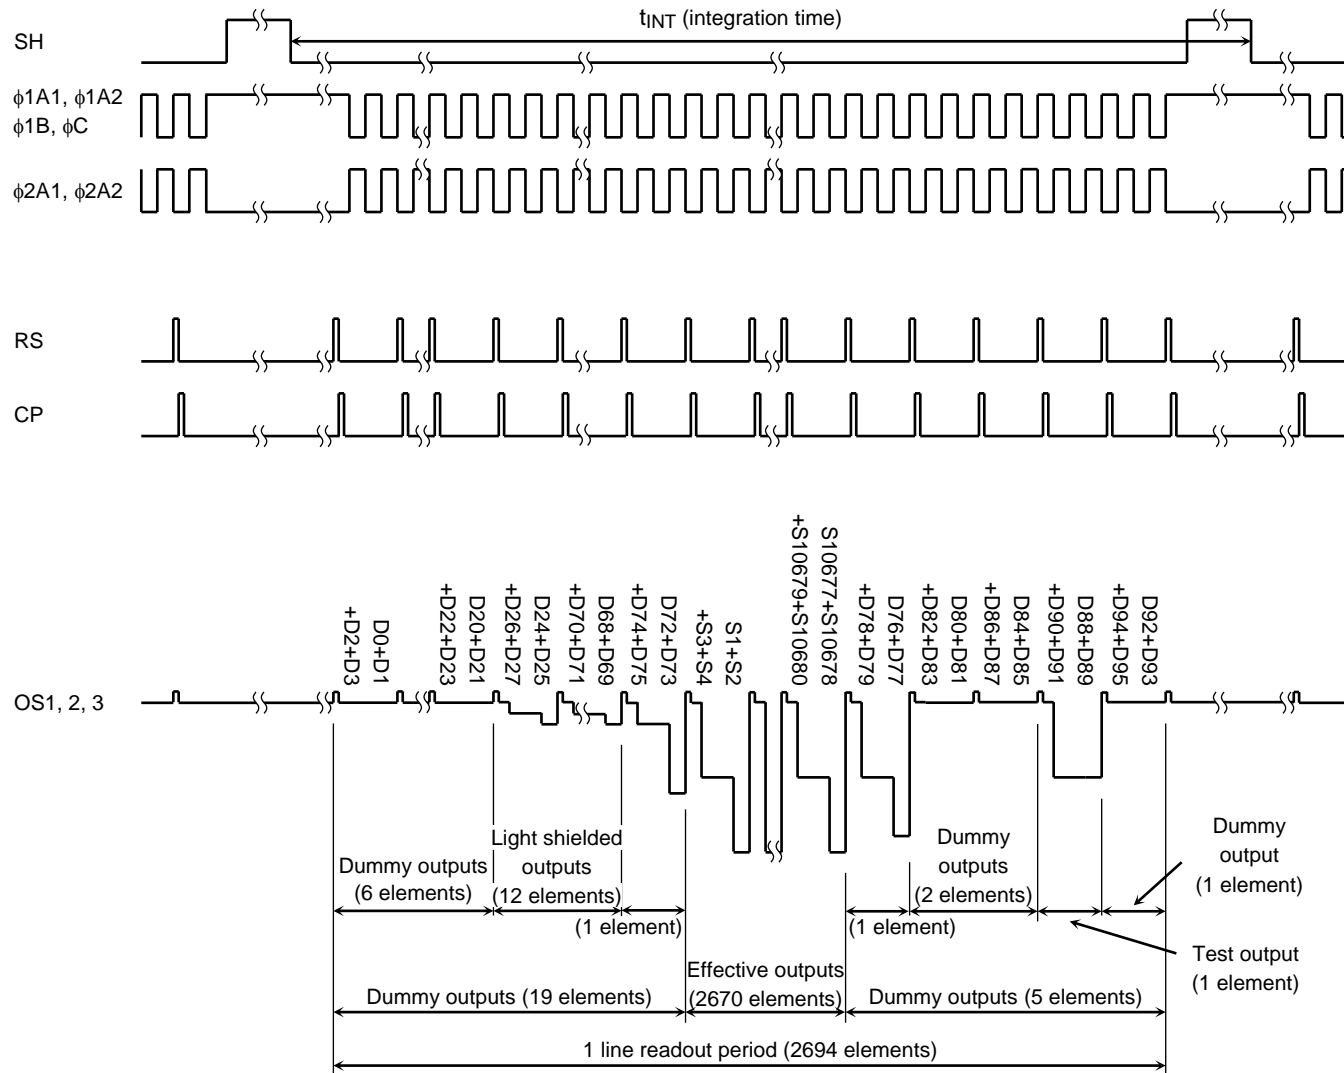 tINT (integration time)
SH
ϕ1A1, ϕ1A2
ϕ1B, ϕC
ϕ2A1, ϕ2A2
RS
CP
D0+D1
+D2+D3
D20+D21
+D22+D23
D24+D25
+D26+D27
D68+D69
+D70+D71
D72+D73
+D74+D75
S1+S2
+S3+S4
S10677+S10678
+S10679+S10680
D76+D77
+D78+D79
D80+D81
+D82+D83
D84+D85
+D86+D87
D88+D89
+D90+D91
D92+D93
+D94+D95
OS1, 2, 3
Dummy outputs
(6 elements)
Light shielded
outputs
(12 elements)
(1 element)
(1 element)
Dummy
outputs
(2 elements)
Dummy
output
(1 element)
Test output
(1 element)
Dummy outputs (19 elements)
Effective outputs
(2670 elements)
Dummy outputs (5 elements)
1 line readout period (2694 elements)